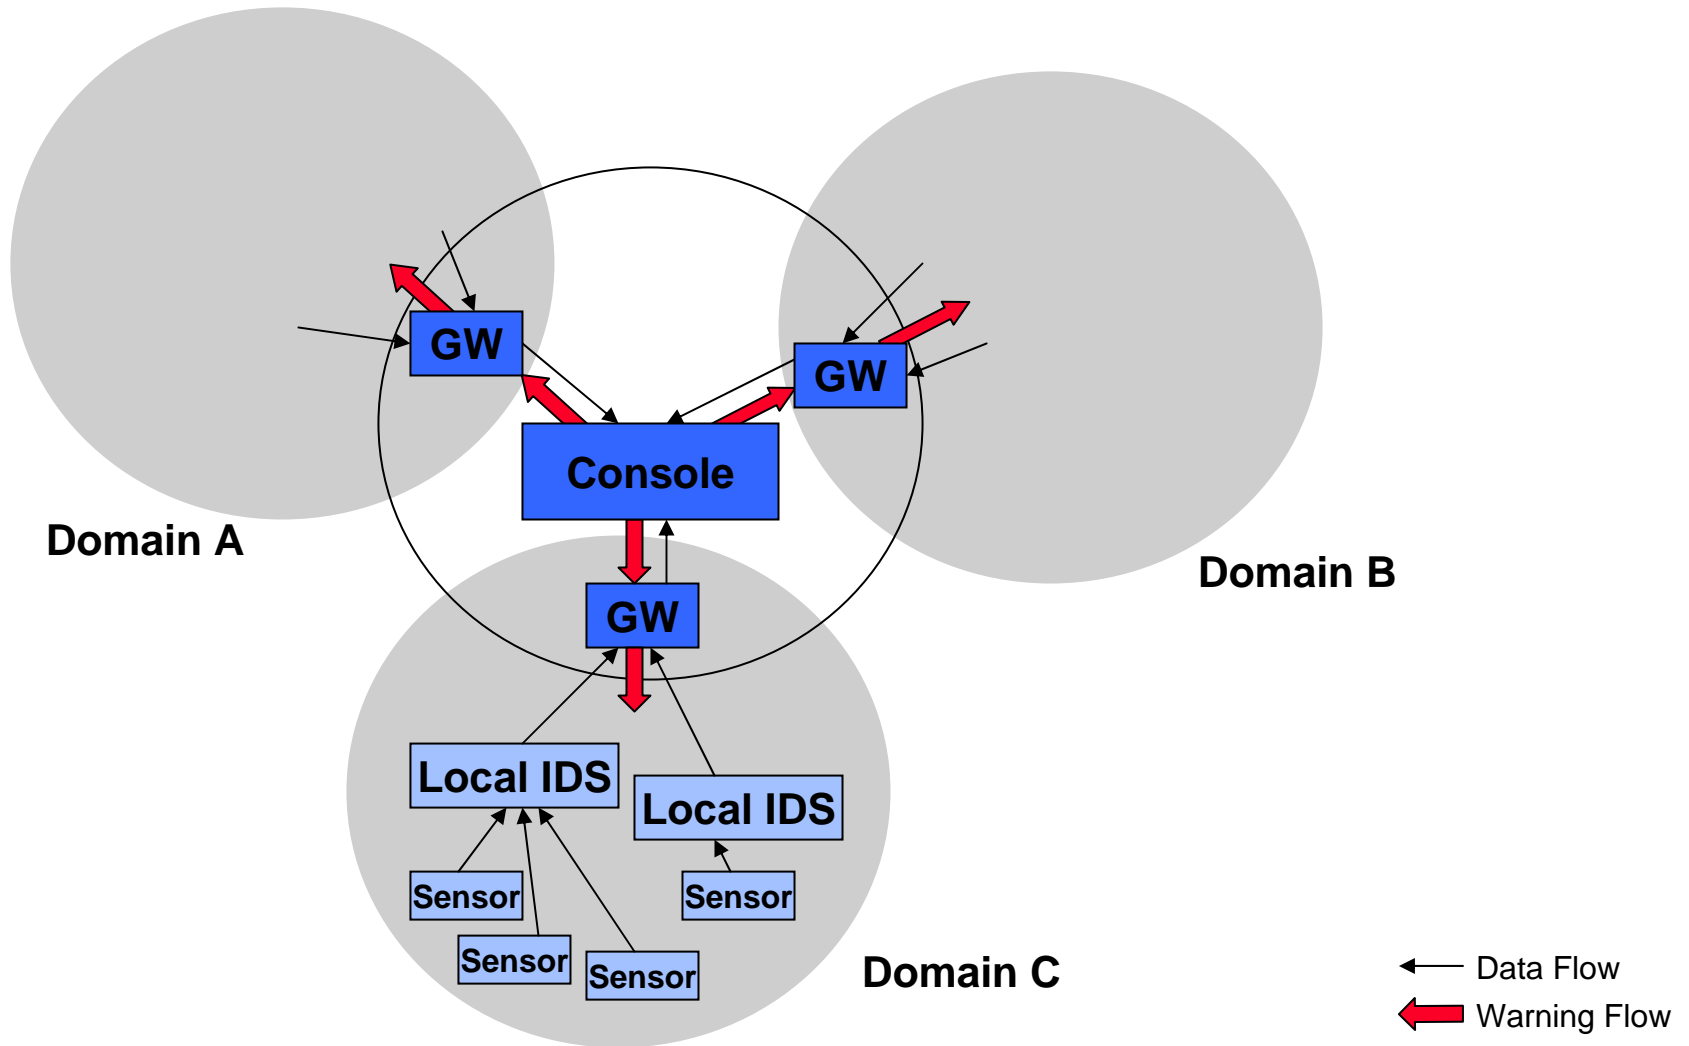 GW
GW
Console
Domain A
Domain B
GW
Local IDS
Local IDS
Sensor
Sensor
Sensor
Sensor
Domain C
Data Flow
Warning Flow